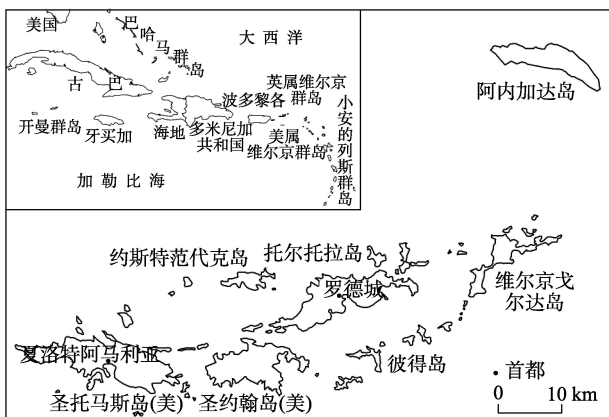 美国
巴哈马群岛
大西洋
古巴
英属维尔京
群岛
波多黎各
小安的列斯群岛
开曼群岛
牙买加
海地
多米尼加
共和国
美属
维尔京群岛
加勒比海
阿内加达岛
约斯特范代克岛
托尔托拉岛
罗德城
维尔京戈
尔达岛
夏洛特阿马利亚
彼得岛
首都
圣托马斯岛(美)
圣约翰岛(美)
0 10 km